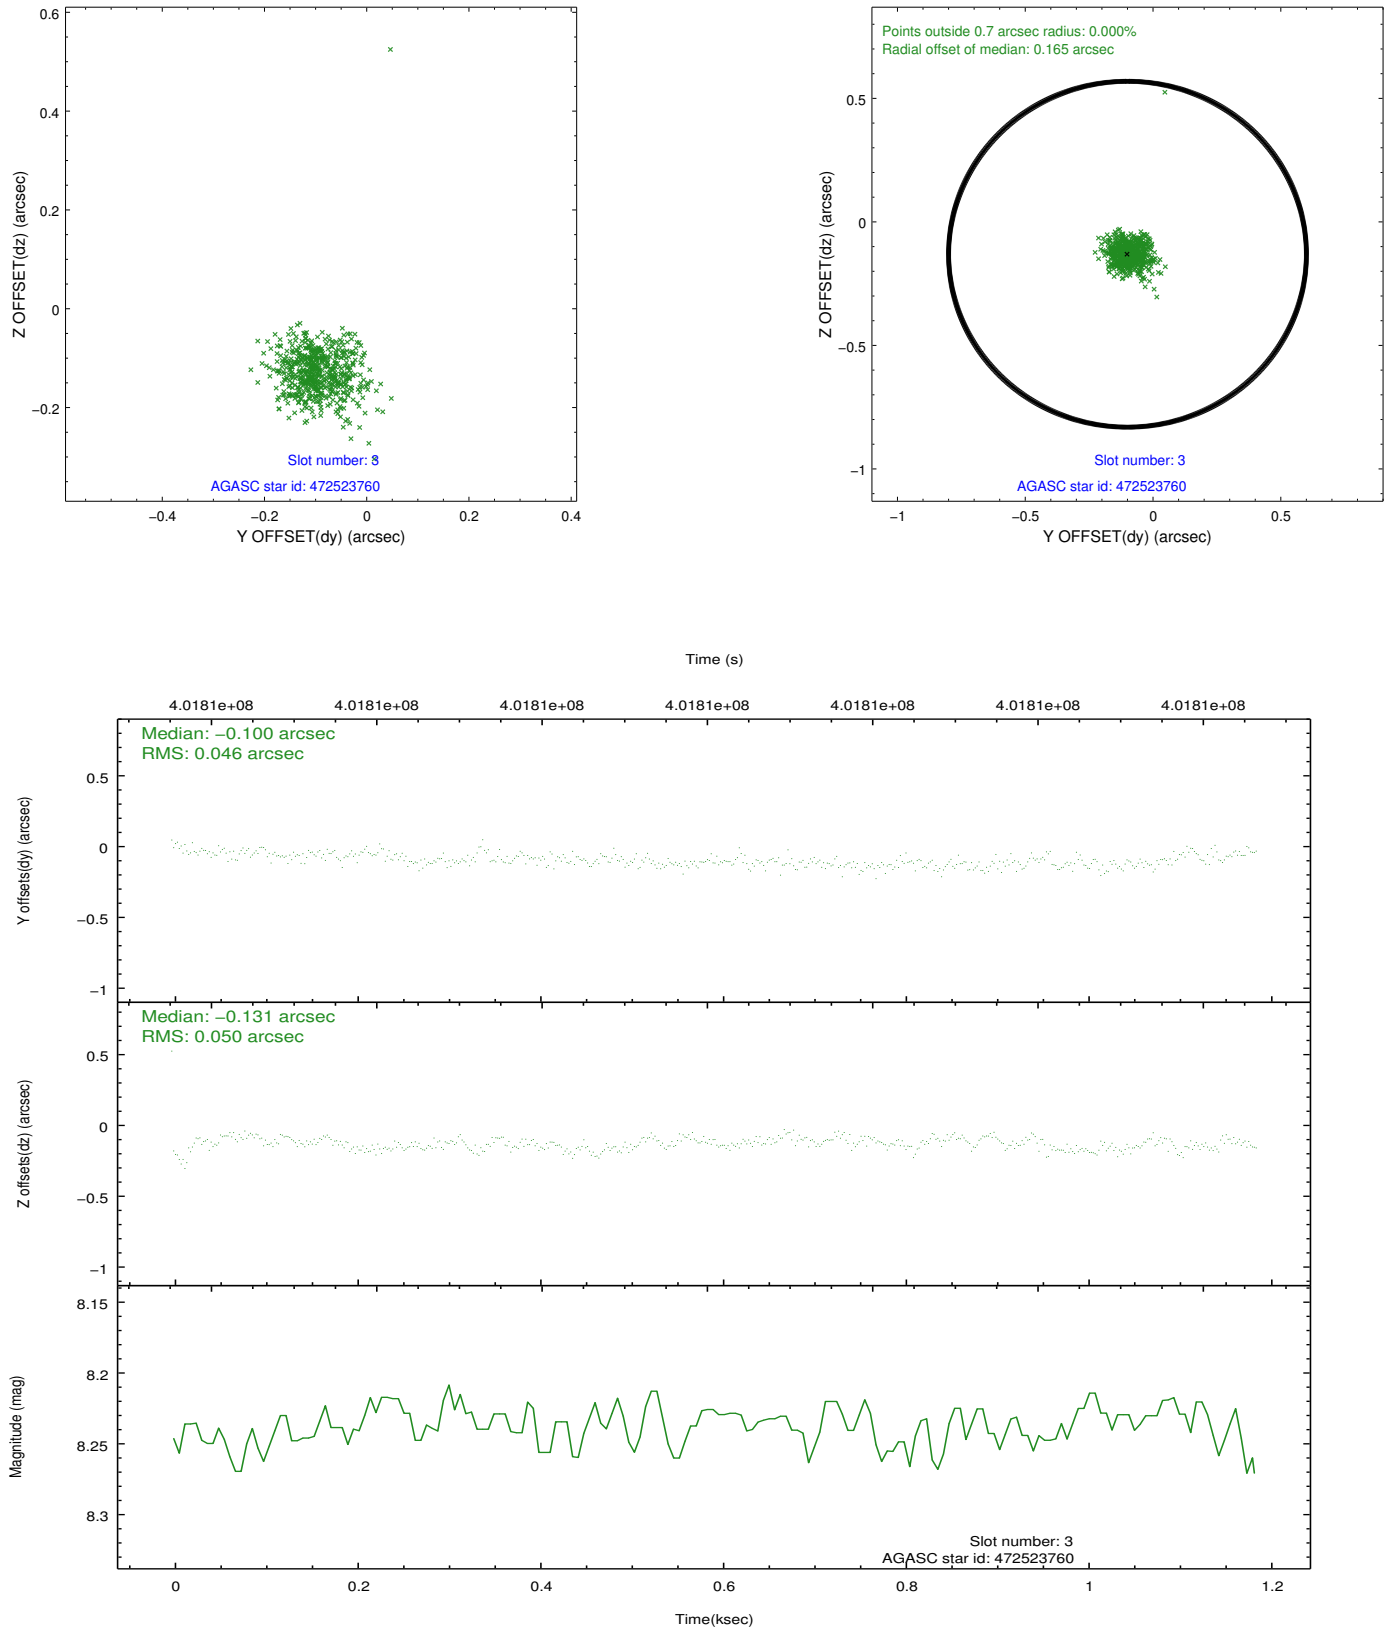 0.6
0.4
0.2
0
−0.2
Z OFFSET(dz) (arcsec)
Slot number: 3
AGASC star id: 472523760
−0.4 −0.2 0 0.2 0.4
Y OFFSET(dy) (arcsec)
Points outside 0.7 arcsec radius: 0.000%
Radial offset of median: 0.165 arcsec
0.5
0
−0.5
−1
Z OFFSET(dz) (arcsec)
Slot number: 3
AGASC star id: 472523760
−1 −0.5 0 0.5
Y OFFSET(dy) (arcsec)
Time (s)
4.0181e+08 4.0181e+08 4.0181e+08 4.0181e+08 4.0181e+08 4.0181e+08 4.0181e+08
Median: −0.100 arcsec
RMS: 0.046 arcsec
0.5
0
−0.5
−1
Y offsets(dy) (arcsec)
Median: −0.131 arcsec
RMS: 0.050 arcsec
0.5
0
−0.5
−1
Z offsets(dz) (arcsec)
8.15
8.2
8.25
8.3
Magnitude (mag)
Slot number: 3
AGASC star id: 472523760
0 0.2 0.4 0.6 0.8 1 1.2
Time(ksec)